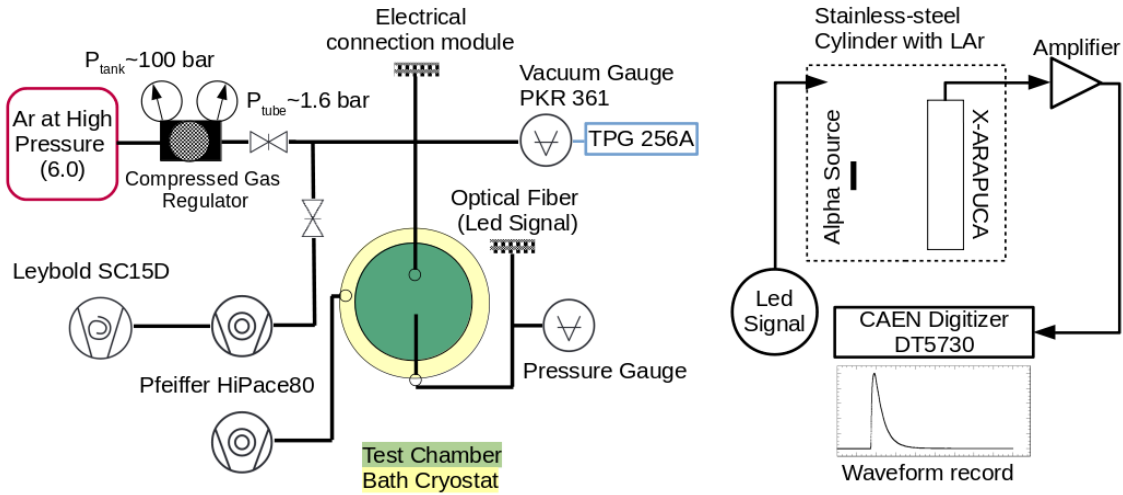 Electrical
connection module
P_tank~100 bar
P_tube~1.6 bar
Ar at High
Pressure
(6.0)
Compressed Gas
Regulator
Vacuum Gauge
PKR 361
TPG 256A
Optical Fiber
(Led Signal)
Leybold SC15D
Pfeiffer HiPace80
Pressure Gauge
Test Chamber
Bath Cryostat
Stainless-steel
Cylinder with LAr
Amplifier
Alpha Source
X-ARAPUCA
Led
Signal
CAEN Digitizer
DT5730
Waveform record